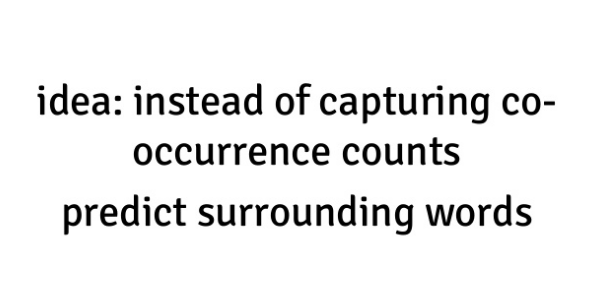 idea: instead of capturing co-
occurrence counts
predict surrounding words